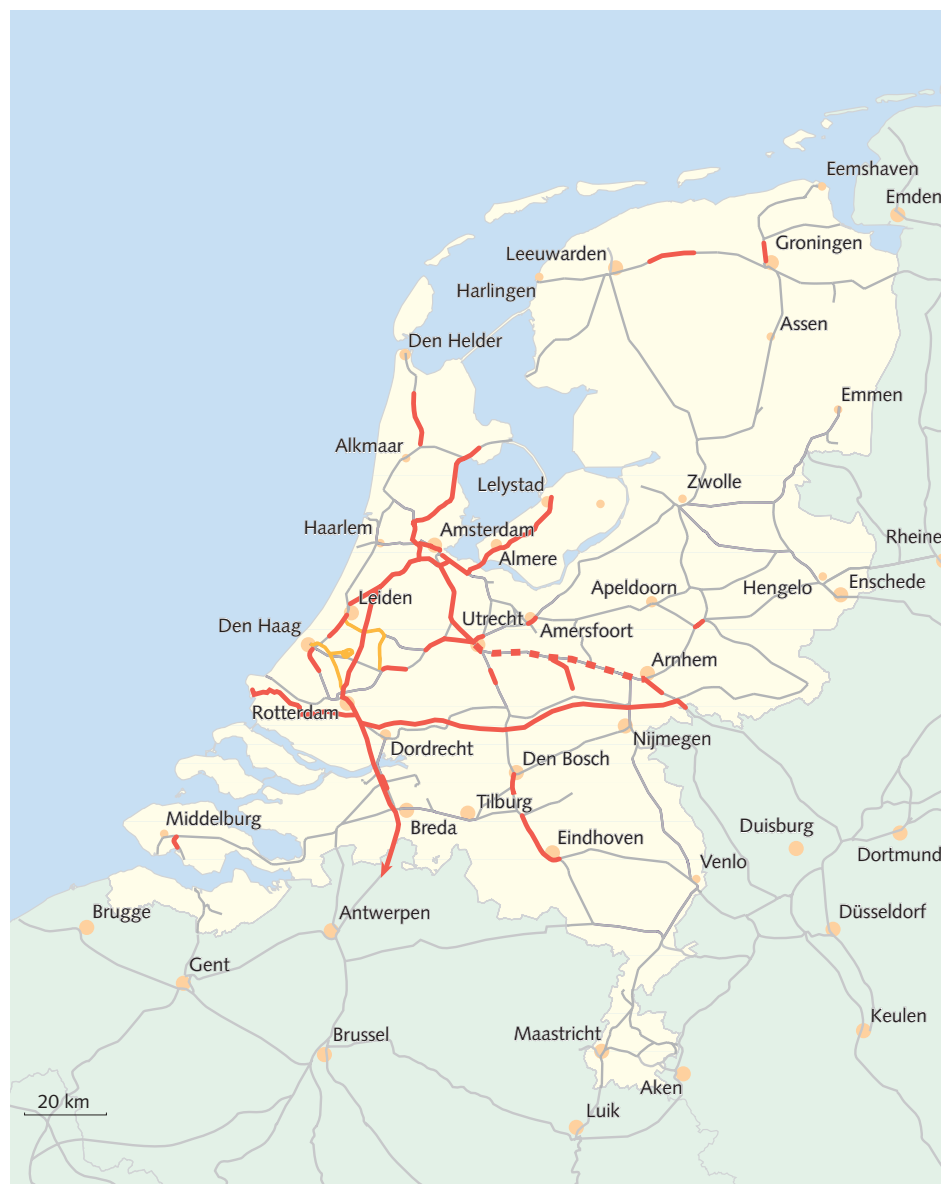 Eemshaven
Emden
Groningen
Leeuwarden
Harlingen
Assen
Den Helder
Emmen
Alkmaar
Lelystad
Zwolle
Haarlem
Amsterdam
Rheine
Almere
Hengelo
Enschede
Apeldoorn
Leiden
Utrecht
Den Haag
Amersfoort
Arnhem
Rotterdam
Nijmegen
Dordrecht
Den Bosch
Tilburg
Middelburg
Breda
Duisburg
Eindhoven
Dortmund
Venlo
Brugge
Antwerpen
Düsseldorf
Gent
Keulen
Brussel
Maastricht
Aken
20 km
Luik